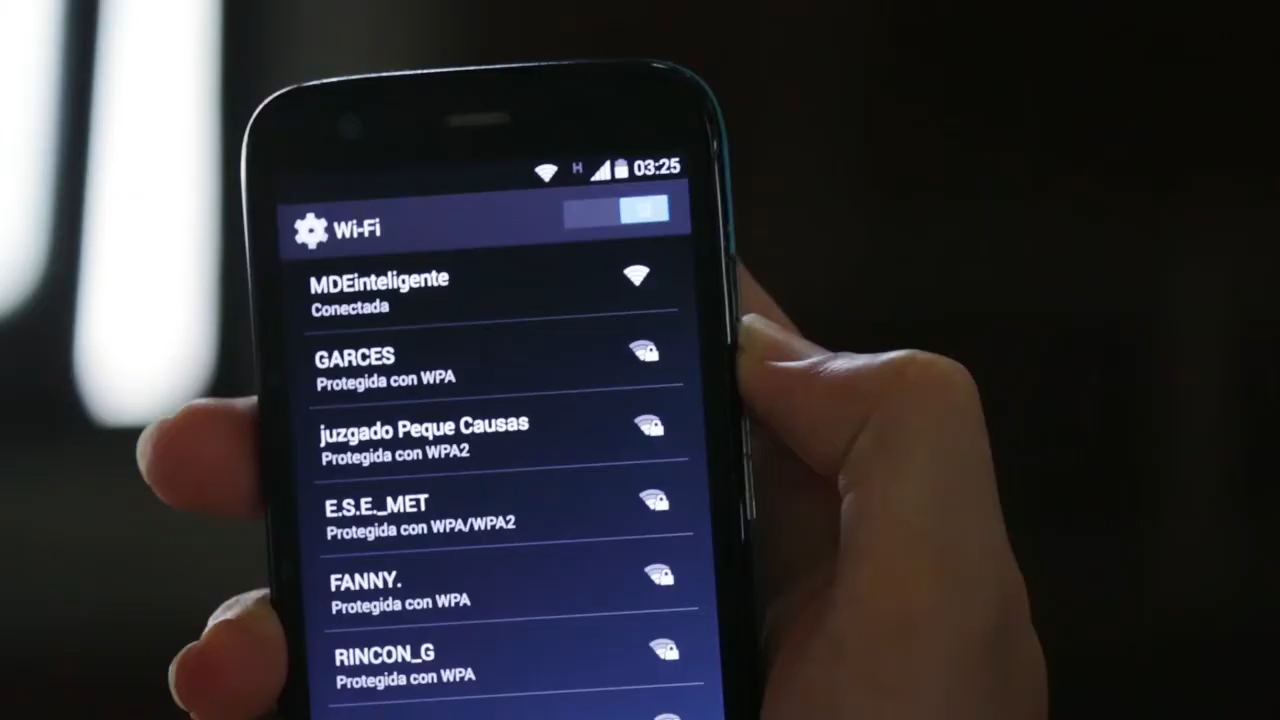 H 03:25
Wi-Fi
MDEinteligente
Conectada
GARCES
Protegida con WPA
juzgado Peque Causas
Protegida con WPA2
E.S.E._MET
Protegida con WPA/WPA2
FANNY.
Protegida con WPA
RINCON_G
Protegida con WPA